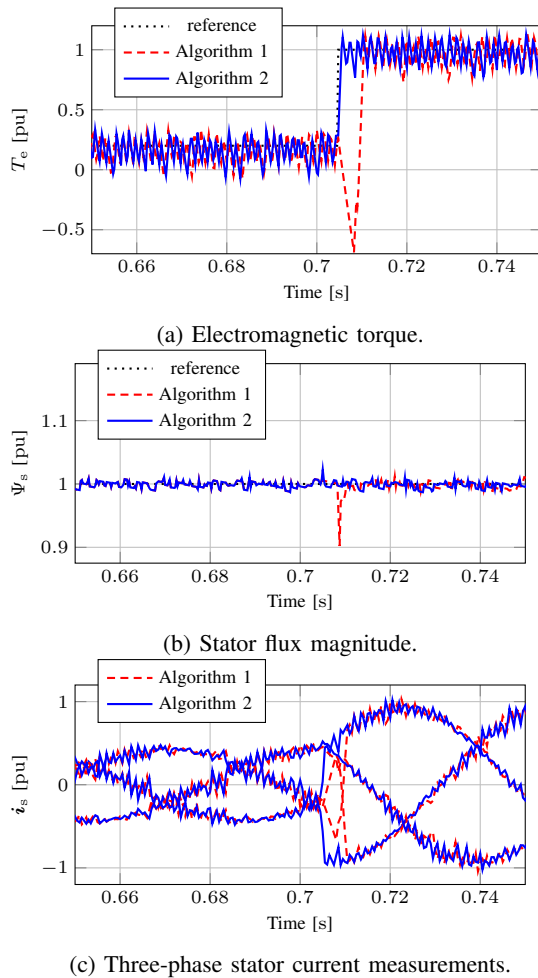 reference
Algorithm 1
Algorithm 2
1
0.5
0
−0.5
T_e [pu]
0.66 0.68 0.7 0.72 0.74
Time [s]
(a) Electromagnetic torque.
reference
Algorithm 1
Algorithm 2
1.1
1
0.9
Ψ_s [pu]
0.66 0.68 0.7 0.72 0.74
Time [s]
(b) Stator flux magnitude.
Algorithm 1
Algorithm 2
1
0
−1
i_s [pu]
0.66 0.68 0.7 0.72 0.74
Time [s]
(c) Three-phase stator current measurements.